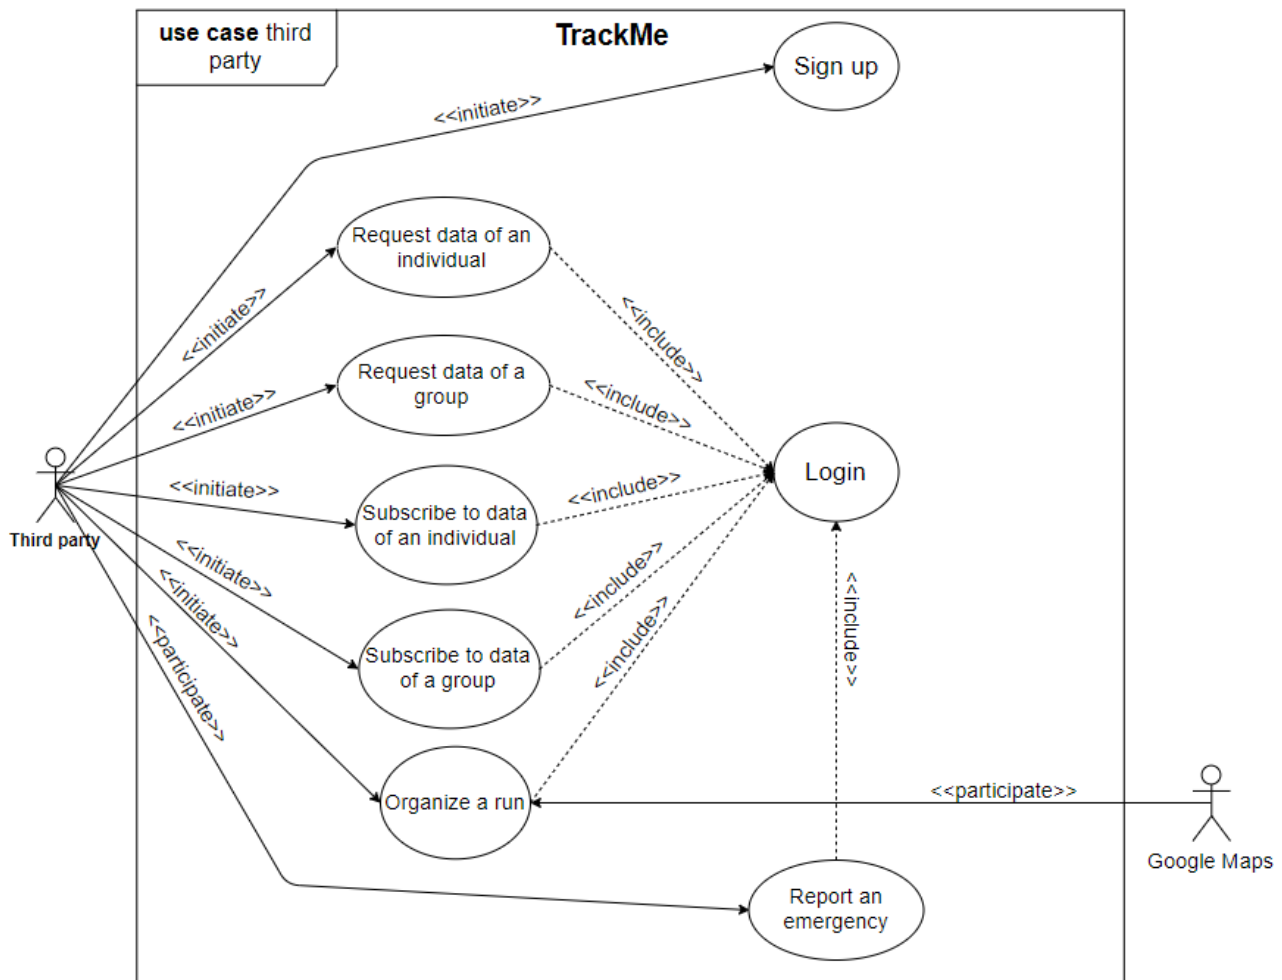 use case third
party
TrackMe
Sign up
<<initiate>>
Request data of an
individual
<<initiate>>
<<include>>
Request data of a
group
<<initiate>>
<<include>>
Login
Third party
<<initiate>>
<<include>>
Subscribe to data
of an individual
<<initiate>>
<<include>>
Subscribe to data
of a group
<<initiate>>
<<include>>
<<include>>
<<participate>>
Organize a run
<<participate>>
Google Maps
Report an
emergency